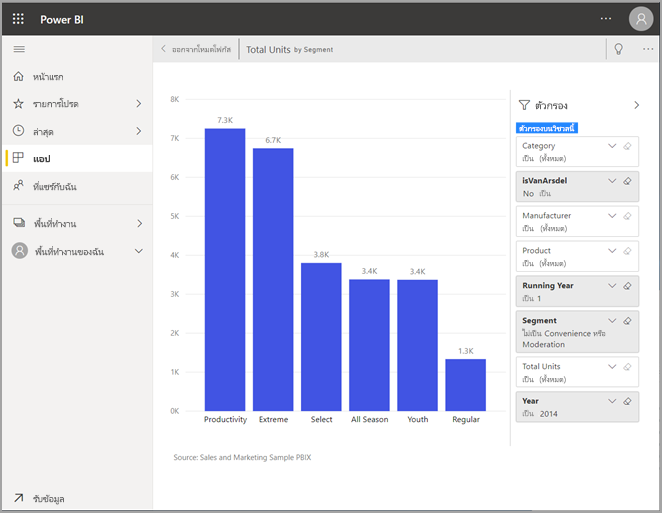 Power BI
ออกจากโหมดโฟกัส
Total Units by Segment
หน้าแรก
รายการโปรด
ล่าสุด
แอป
ที่แชร์กับฉัน
พื้นที่ทำงาน
พื้นที่ทำงานของฉัน
รับข้อมูล
8K
7K
6K
5K
4K
3K
2K
1K
0K
7.3K
6.7K
3.8K
3.4K
3.4K
1.3K
Productivity
Extreme
Select
All Season
Youth
Regular
Source: Sales and Marketing Sample PBIX
ตัวกรอง
ตัวกรองบนวิชวลนี้
Category
เป็น (ทั้งหมด)
isVanArsdel
No เป็น
Manufacturer
เป็น (ทั้งหมด)
Product
เป็น (ทั้งหมด)
Running Year
เป็น 1
Segment
ไม่เป็น Convenience หรือ
Moderation
Total Units
เป็น (ทั้งหมด)
Year
เป็น 2014